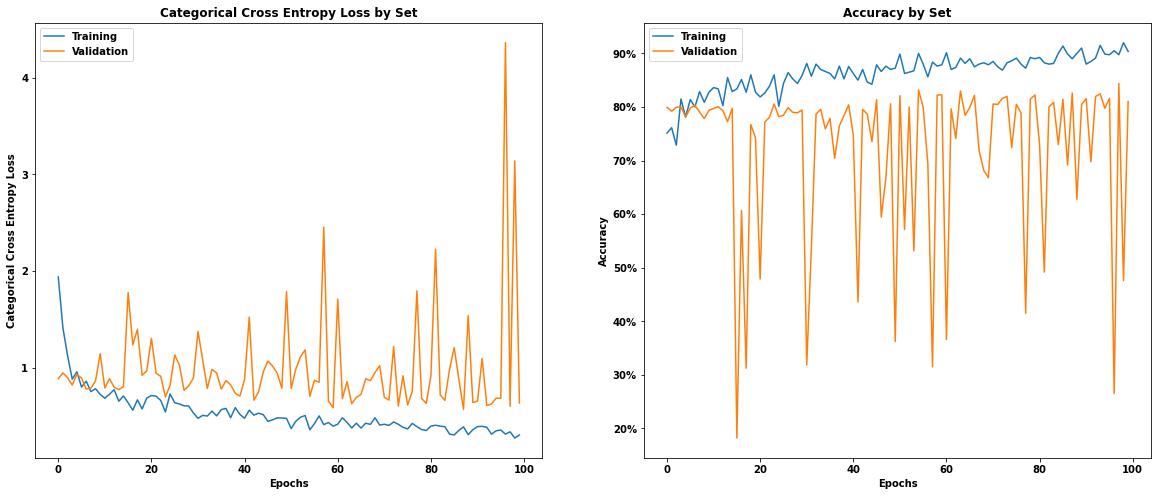 Categorical Cross Entropy Loss by Set
Training
Validation
4
3
2
1
Categorical Cross Entropy Loss
0
20
40
60
80
100
Epochs
Accuracy by Set
Training
Validation
90%
80%
70%
60%
50%
40%
30%
20%
Accuracy
0
20
40
60
80
100
Epochs